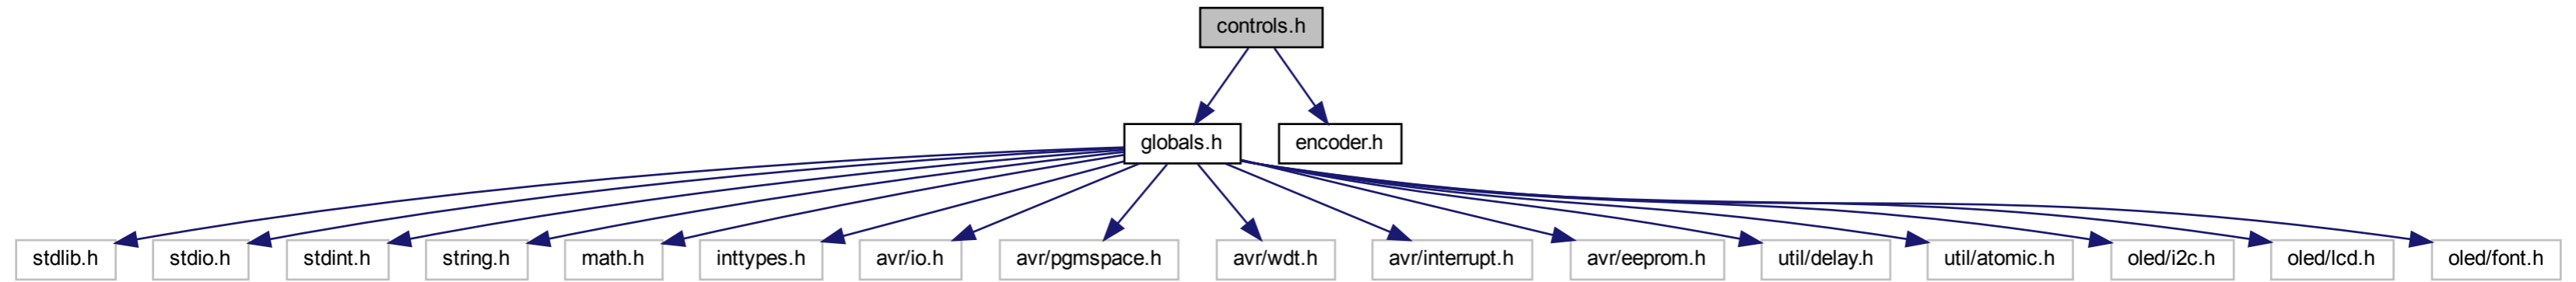 controls.h
globals.h
encoder.h
stdlib.h
stdio.h
stdint.h
string.h
math.h
inttypes.h
avr/io.h
avr/pgmspace.h
avr/wdt.h
avr/interrupt.h
avr/eeprom.h
util/delay.h
util/atomic.h
oled/i2c.h
oled/lcd.h
oled/font.h